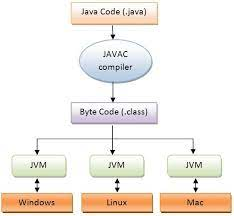 Java Code (.java)
JAVAC
compiler
Byte Code (.class)
JVM JVM JVM
Windows Linux Mac